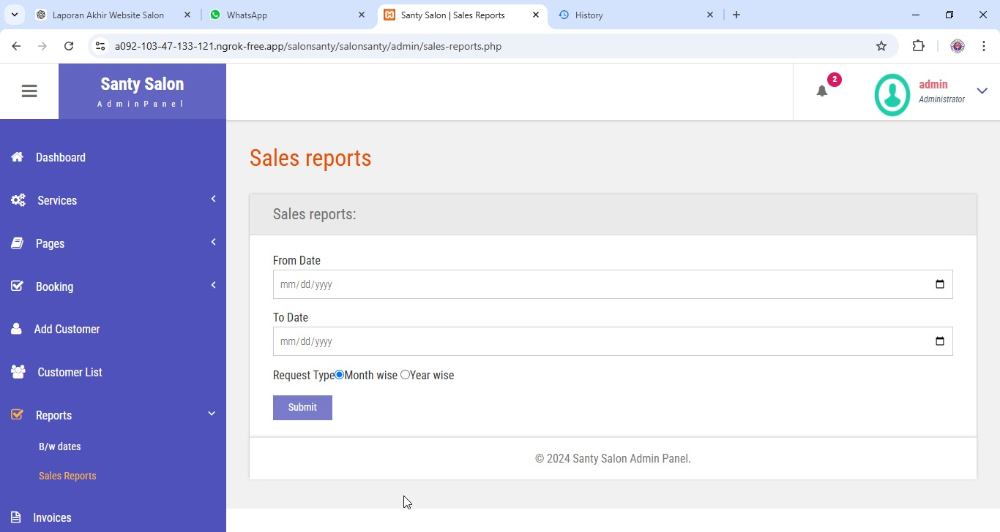 Laporan Akhir Website Salon
WhatsApp
Santy Salon | Sales Reports
History
a092-103-47-133-121.ngrok-free.app/salonsanty/salonsanty/admin/sales-reports.php
Santy Salon
AdminPanel
2
admin
Administrator
Dashboard
Services
Pages
Booking
Add Customer
Customer List
Reports
B/w dates
Sales Reports
Invoices
Sales reports
Sales reports:
From Date
mm/dd/yyyy
To Date
mm/dd/yyyy
Request Type Month wise Year wise
Submit
© 2024 Santy Salon Admin Panel.